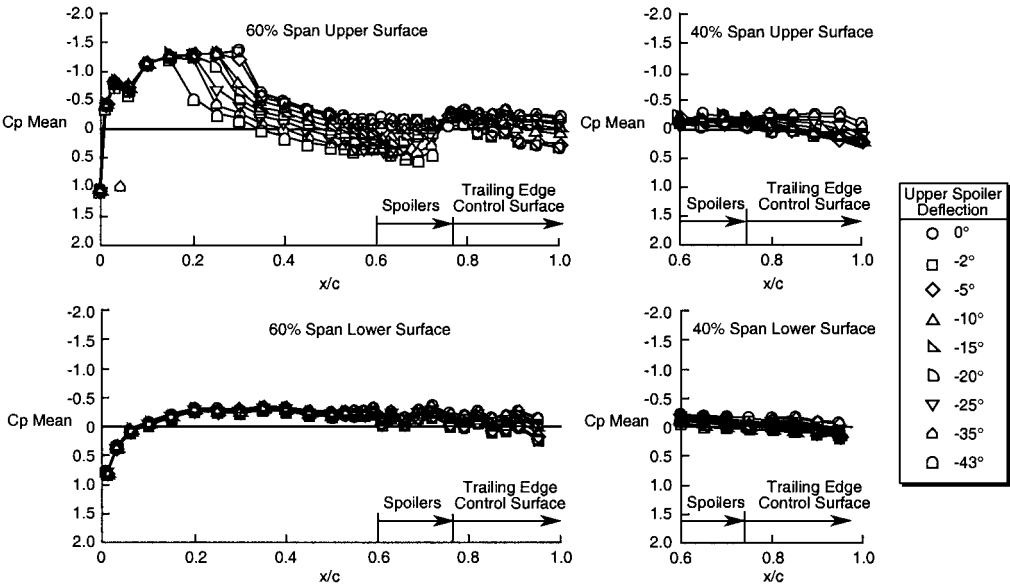 60% Span Upper Surface
-2.0
-1.5
-1.0
-0.5
0
0.5
1.0
1.5
2.0
Cp Mean
Spoilers
Trailing Edge
Control Surface
0 0.2 0.4 0.6 0.8 1.0
x/c
40% Span Upper Surface
-2.0
-1.5
-1.0
-0.5
0
0.5
1.0
1.5
2.0
Cp Mean
Spoilers
Trailing Edge
Control Surface
0.6 0.7 0.8 0.9 1.0
x/c
60% Span Lower Surface
-2.0
-1.5
-1.0
-0.5
0
0.5
1.0
1.5
2.0
Cp Mean
Spoilers
Trailing Edge
Control Surface
0 0.2 0.4 0.6 0.8 1.0
x/c
40% Span Lower Surface
-2.0
-1.5
-1.0
-0.5
0
0.5
1.0
1.5
2.0
Cp Mean
Spoilers
Trailing Edge
Control Surface
0.6 0.7 0.8 0.9 1.0
x/c
Upper Spoiler
Deflection
0°
-2°
-5°
-10°
-15°
-20°
-25°
-35°
-43°